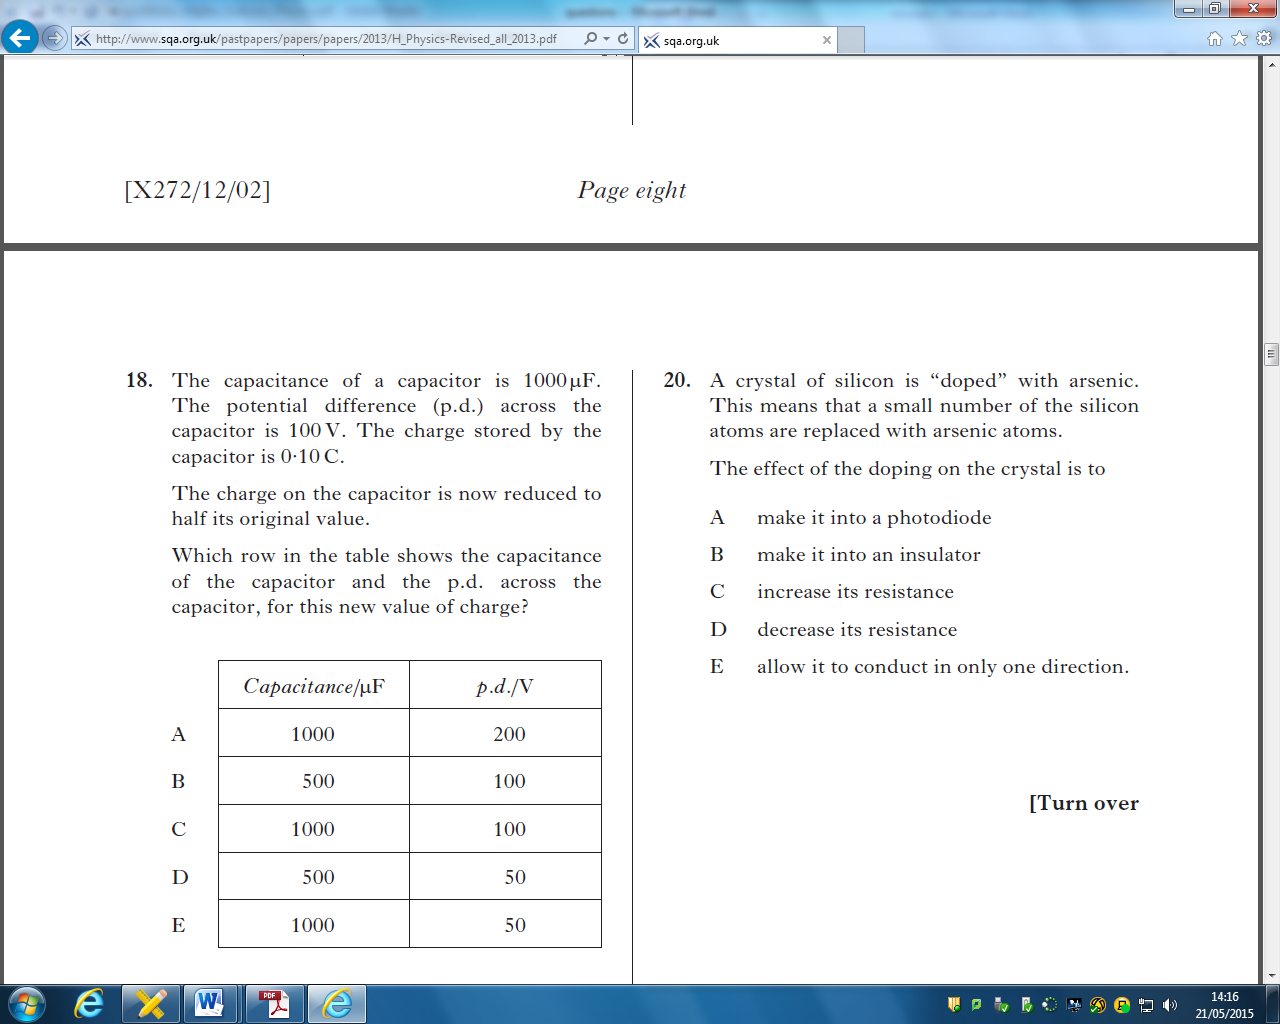 http://www.sqa.org.uk/pastpapers/papers/papers/2013/H_Physics-Revised_all_2013.pdf
sqa.org.uk
[X272/12/02]
Page eight
18. The capacitance of a capacitor is 1000 µF.
The potential difference (p.d.) across the
capacitor is 100 V. The charge stored by the
capacitor is 0·10 C.
The charge on the capacitor is now reduced to
half its original value.
Which row in the table shows the capacitance
of the capacitor and the p.d. across the
capacitor, for this new value of charge?
Capacitance/µF p.d./V
A 1000 200
B 500 100
C 1000 100
D 500 50
E 1000 50
20. A crystal of silicon is “doped” with arsenic.
This means that a small number of the silicon
atoms are replaced with arsenic atoms.
The effect of the doping on the crystal is to
A make it into a photodiode
B make it into an insulator
C increase its resistance
D decrease its resistance
E allow it to conduct in only one direction.
[Turn over
PDF
14:16
21/05/2015